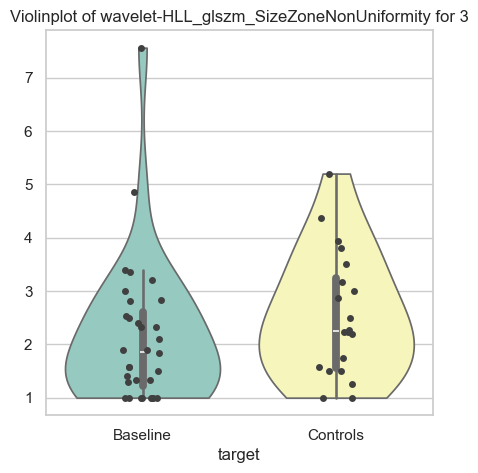 Violinplot of wavelet-HLL_glszm_SizeZoneNonUniformity for 3
7
6
5
4
3
2
1
Baseline Controls
target